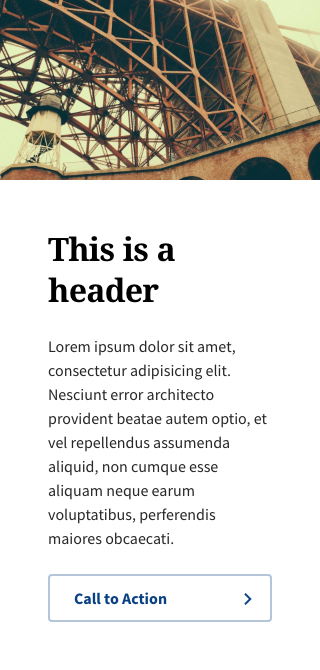 This is a
header
Lorem ipsum dolor sit amet,
consectetur adipisicing elit.
Nesciunt error architecto
provident beatae autem optio, et
vel repellendus assumenda
aliquid, non cumque esse
aliquam neque earum
voluptatibus, perferendis
maiores obcaecati.
Call to Action